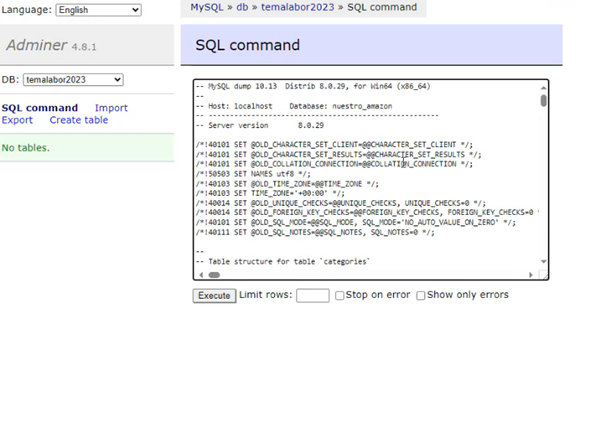 Language: English
MySQL » db » temalabor2023 » SQL command
Adminer 4.8.1
SQL command
DB: temalabor2023
SQL command Import
Export Create table
No tables.
-- MySQL dump 10.13  Distrib 8.0.29, for Win64 (x86_64)
--
-- Host: localhost    Database: nuestro_amazon
-- ------------------------------------------------------
-- Server version       8.0.29
/*!40101 SET @OLD_CHARACTER_SET_CLIENT=@@CHARACTER_SET_CLIENT */;
/*!40101 SET @OLD_CHARACTER_SET_RESULTS=@@CHARACTER_SET_RESULTS */;
/*!40101 SET @OLD_COLLATION_CONNECTION=@@COLLATION_CONNECTION */;
/*!50503 SET NAMES utf8 */;
/*!40103 SET @OLD_TIME_ZONE=@@TIME_ZONE */;
/*!40103 SET TIME_ZONE='+00:00' */;
/*!40014 SET @OLD_UNIQUE_CHECKS=@@UNIQUE_CHECKS, UNIQUE_CHECKS=0 */;
/*!40014 SET @OLD_FOREIGN_KEY_CHECKS=@@FOREIGN_KEY_CHECKS, FOREIGN_KEY_CHECKS=0 *
/*!40101 SET @OLD_SQL_MODE=@@SQL_MODE, SQL_MODE='NO_AUTO_VALUE_ON_ZERO' */;
/*!40111 SET @OLD_SQL_NOTES=@@SQL_NOTES, SQL_NOTES=0 */;
--
-- Table structure for table `categories`
Execute Limit rows: Stop on error Show only errors